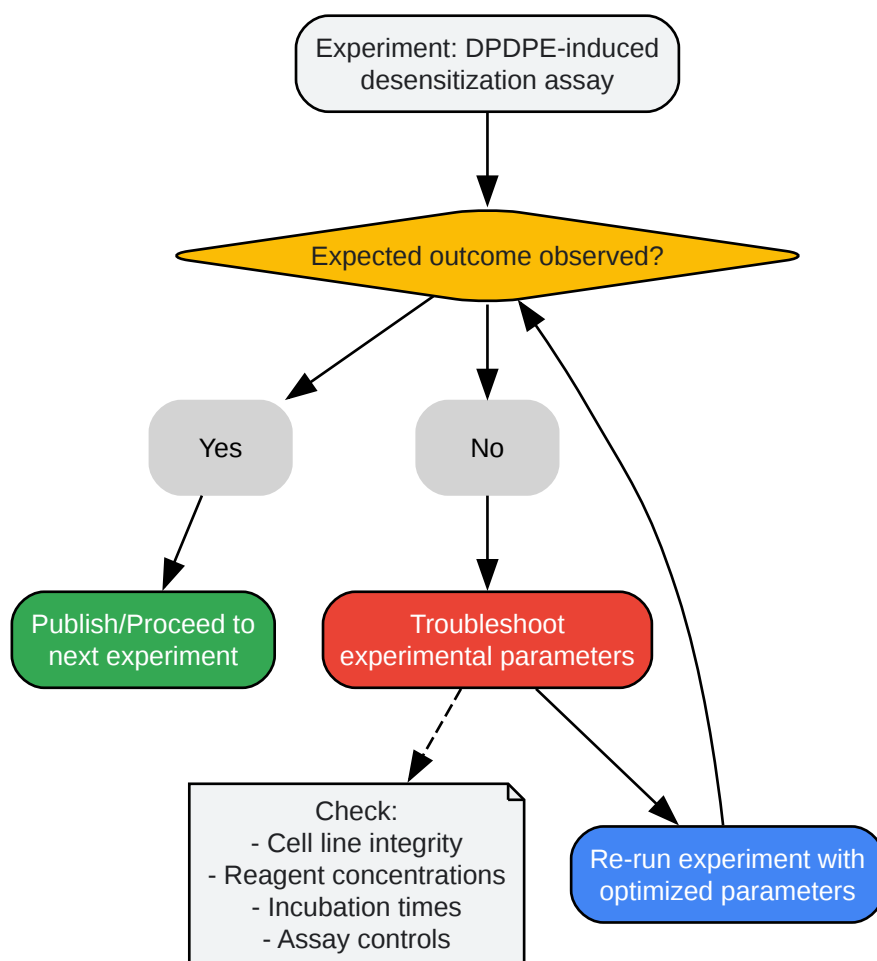 Experiment: DPDPE-induced
desensitization assay
Expected outcome observed?
Yes
No
Publish/Proceed to
next experiment
Troubleshoot
experimental parameters
Check:
- Cell line integrity
- Reagent concentrations
- Incubation times
- Assay controls
Re-run experiment with
optimized parameters